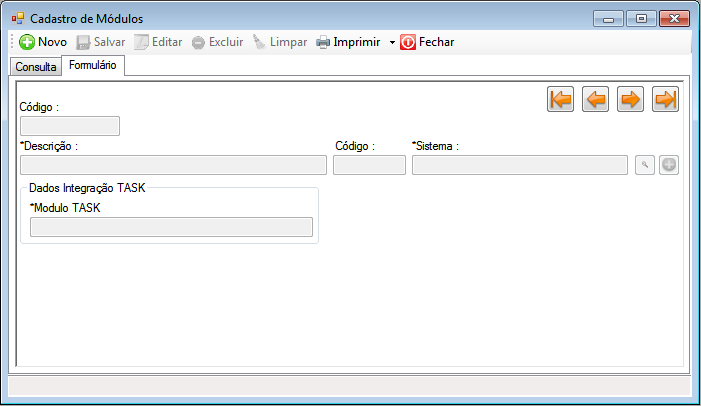 Cadastro de Módulos
Novo Salvar Editar Excluir Limpar Imprimir Fechar
Consulta Formulário
Código :
*Descrição : Código : *Sistema :
Dados Integração TASK
*Modulo TASK